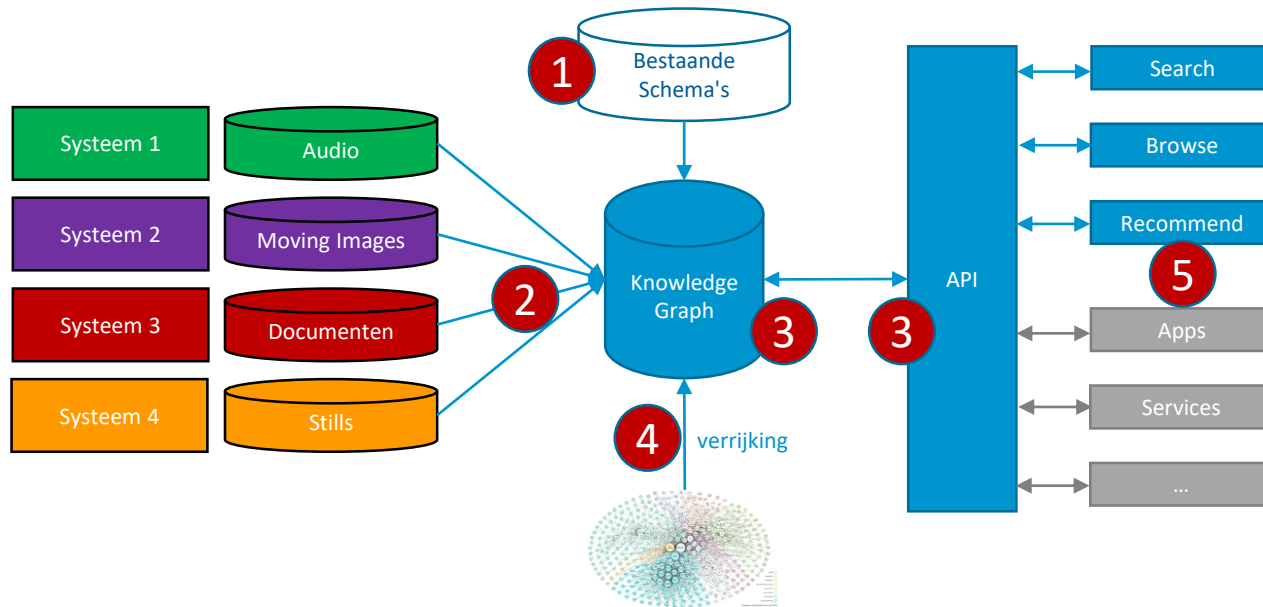 1
Bestaande
Schema's
Systeem 1
Audio
Systeem 2
Moving Images
Systeem 3
Documenten
Systeem 4
Stills
2
Knowledge
Graph
3
3
API
4
verrijking
Search
Browse
Recommend
5
Apps
Services
...